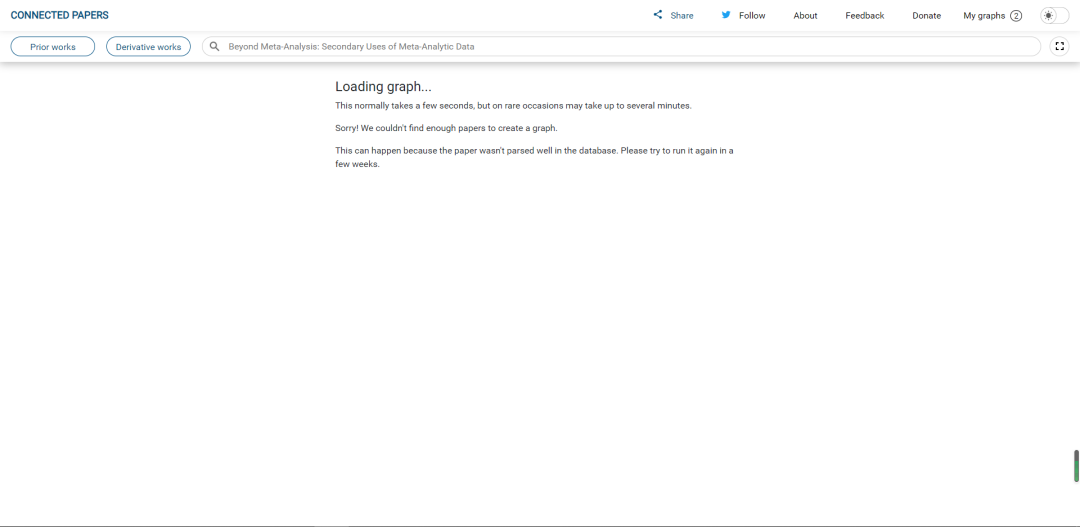 CONNECTED PAPERS
Share
Follow
About
Feedback
Donate
My graphs 2
Prior works
Derivative works
Beyond Meta-Analysis: Secondary Uses of Meta-Analytic Data
Loading graph...
This normally takes a few seconds, but on rare occasions may take up to several minutes.
Sorry! We couldn't find enough papers to create a graph.
This can happen because the paper wasn't parsed well in the database. Please try to run it again in a
few weeks.